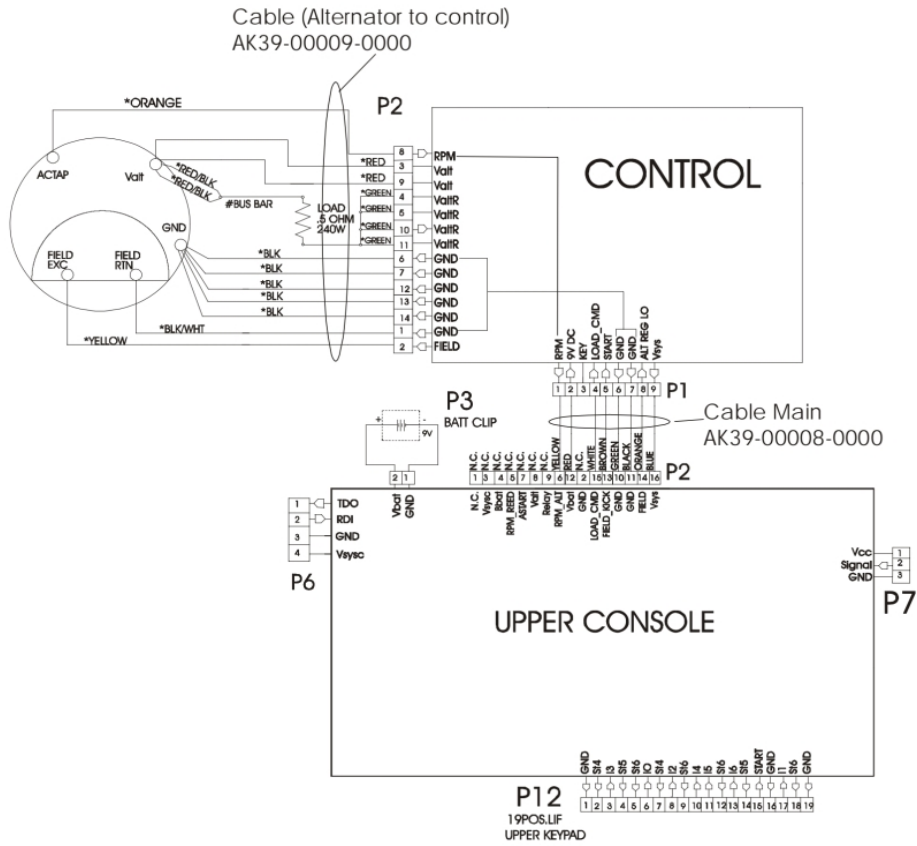 Cable (Alternator to control)
AK39-00009-0000
P2
*ORANGE
ACTAP
Valt
*RED/BLK
*RED/BLK
#BUS BAR
LOAD
.5 OHM
240W
GND
FIELD
EXC
FIELD
RTN
*RED
*RED
*GREEN
*GREEN
*GREEN
*GREEN
*BLK
*BLK
*BLK
*BLK
*BLK
*BLK/WHT
*YELLOW
8 RPM
3 Valt
9 Valt
4 ValtR
5 ValtR
10 ValtR
11 ValtR
6 GND
7 GND
12 GND
13 GND
14 GND
1 GND
2 FIELD
CONTROL
RPM
9V DC
KEY
LOAD_CMD
START
GND
GND
ALT REG LO
Vsys
1 2 3 4 5 6 7 8 9
P1
Cable Main
AK39-00008-0000
P3
BATT CLIP
+ -
9V
2 1
Vbat
GND
N.C.
N.C.
N.C.
N.C.
N.C.
N.C.
N.C.
YELLOW
RED
N.C.
WHITE
BROWN
GREEN
BLACK
ORANGE
BLUE
1 3 4 5 7 8 9 6 12 2 15 13 10 11 14 16
P2
N.C.
Vsysc
Bbat
RPM_REED
ASTART
Valt
Relay
RPM_ALT
Vbat
GND
LOAD_CMD
FIELD_KICK
GND
GND
FIELD
Vsys
1 TDO
2 RDI
3 GND
4 Vsysc
P6
Vcc 1
Signal 2
GND 3
P7
UPPER CONSOLE
GND
St4
I3
St5
St6
IO
St4
I2
St6
I4
I5
St6
I6
St5
START
GND
I1
St6
GND
1 2 3 4 5 6 7 8 9 10 11 12 13 14 15 16 17 18 19
P12
19POS.LIF
UPPER KEYPAD